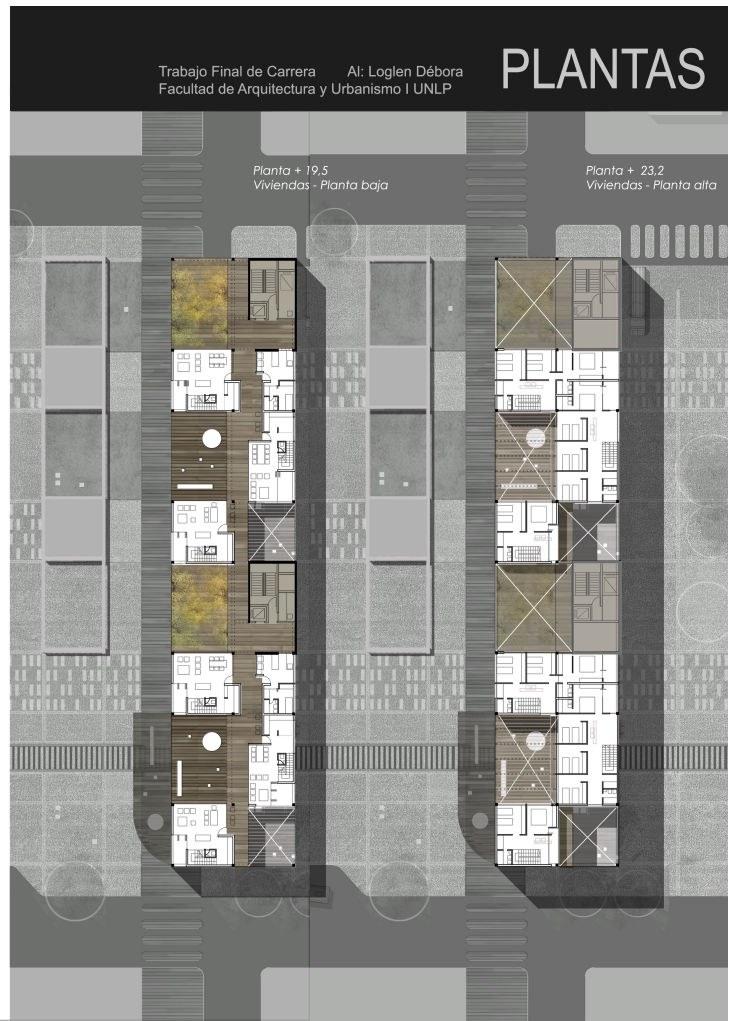 Trabajo Final de Carrera Al: Loglen Débora
Facultad de Arquitectura y Urbanismo I UNLP
PLANTAS
Planta + 19,5
Viviendas - Planta baja
Planta + 23,2
Viviendas - Planta alta